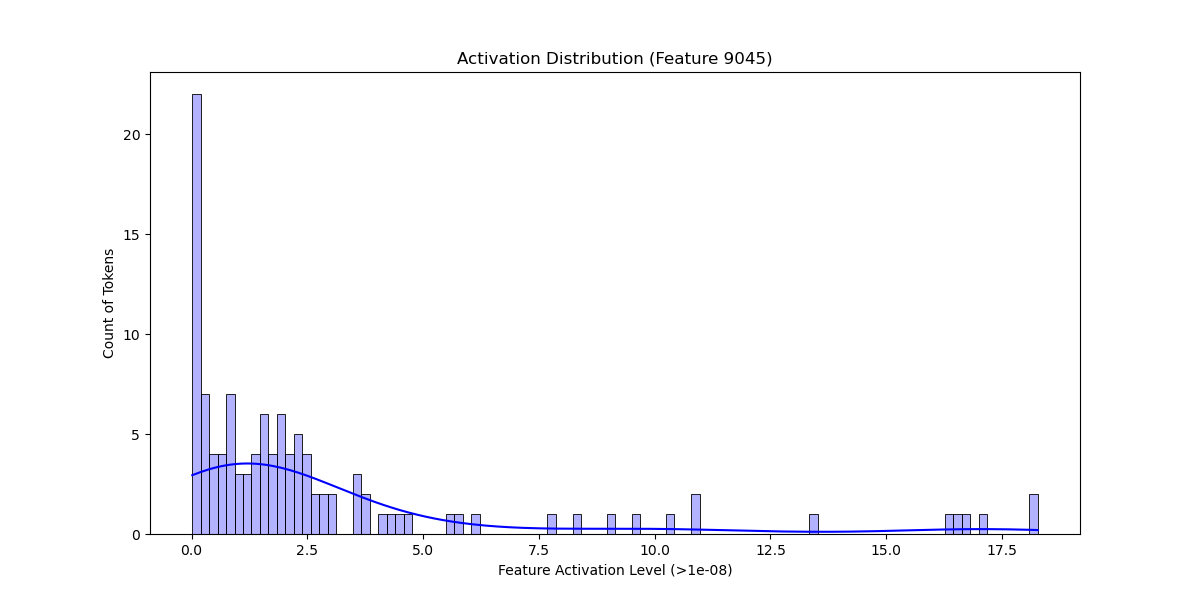 Activation Distribution (Feature 9045)
Count of Tokens
20
15
10
5
0
0.0 2.5 5.0 7.5 10.0 12.5 15.0 17.5
Feature Activation Level (>1e-08)